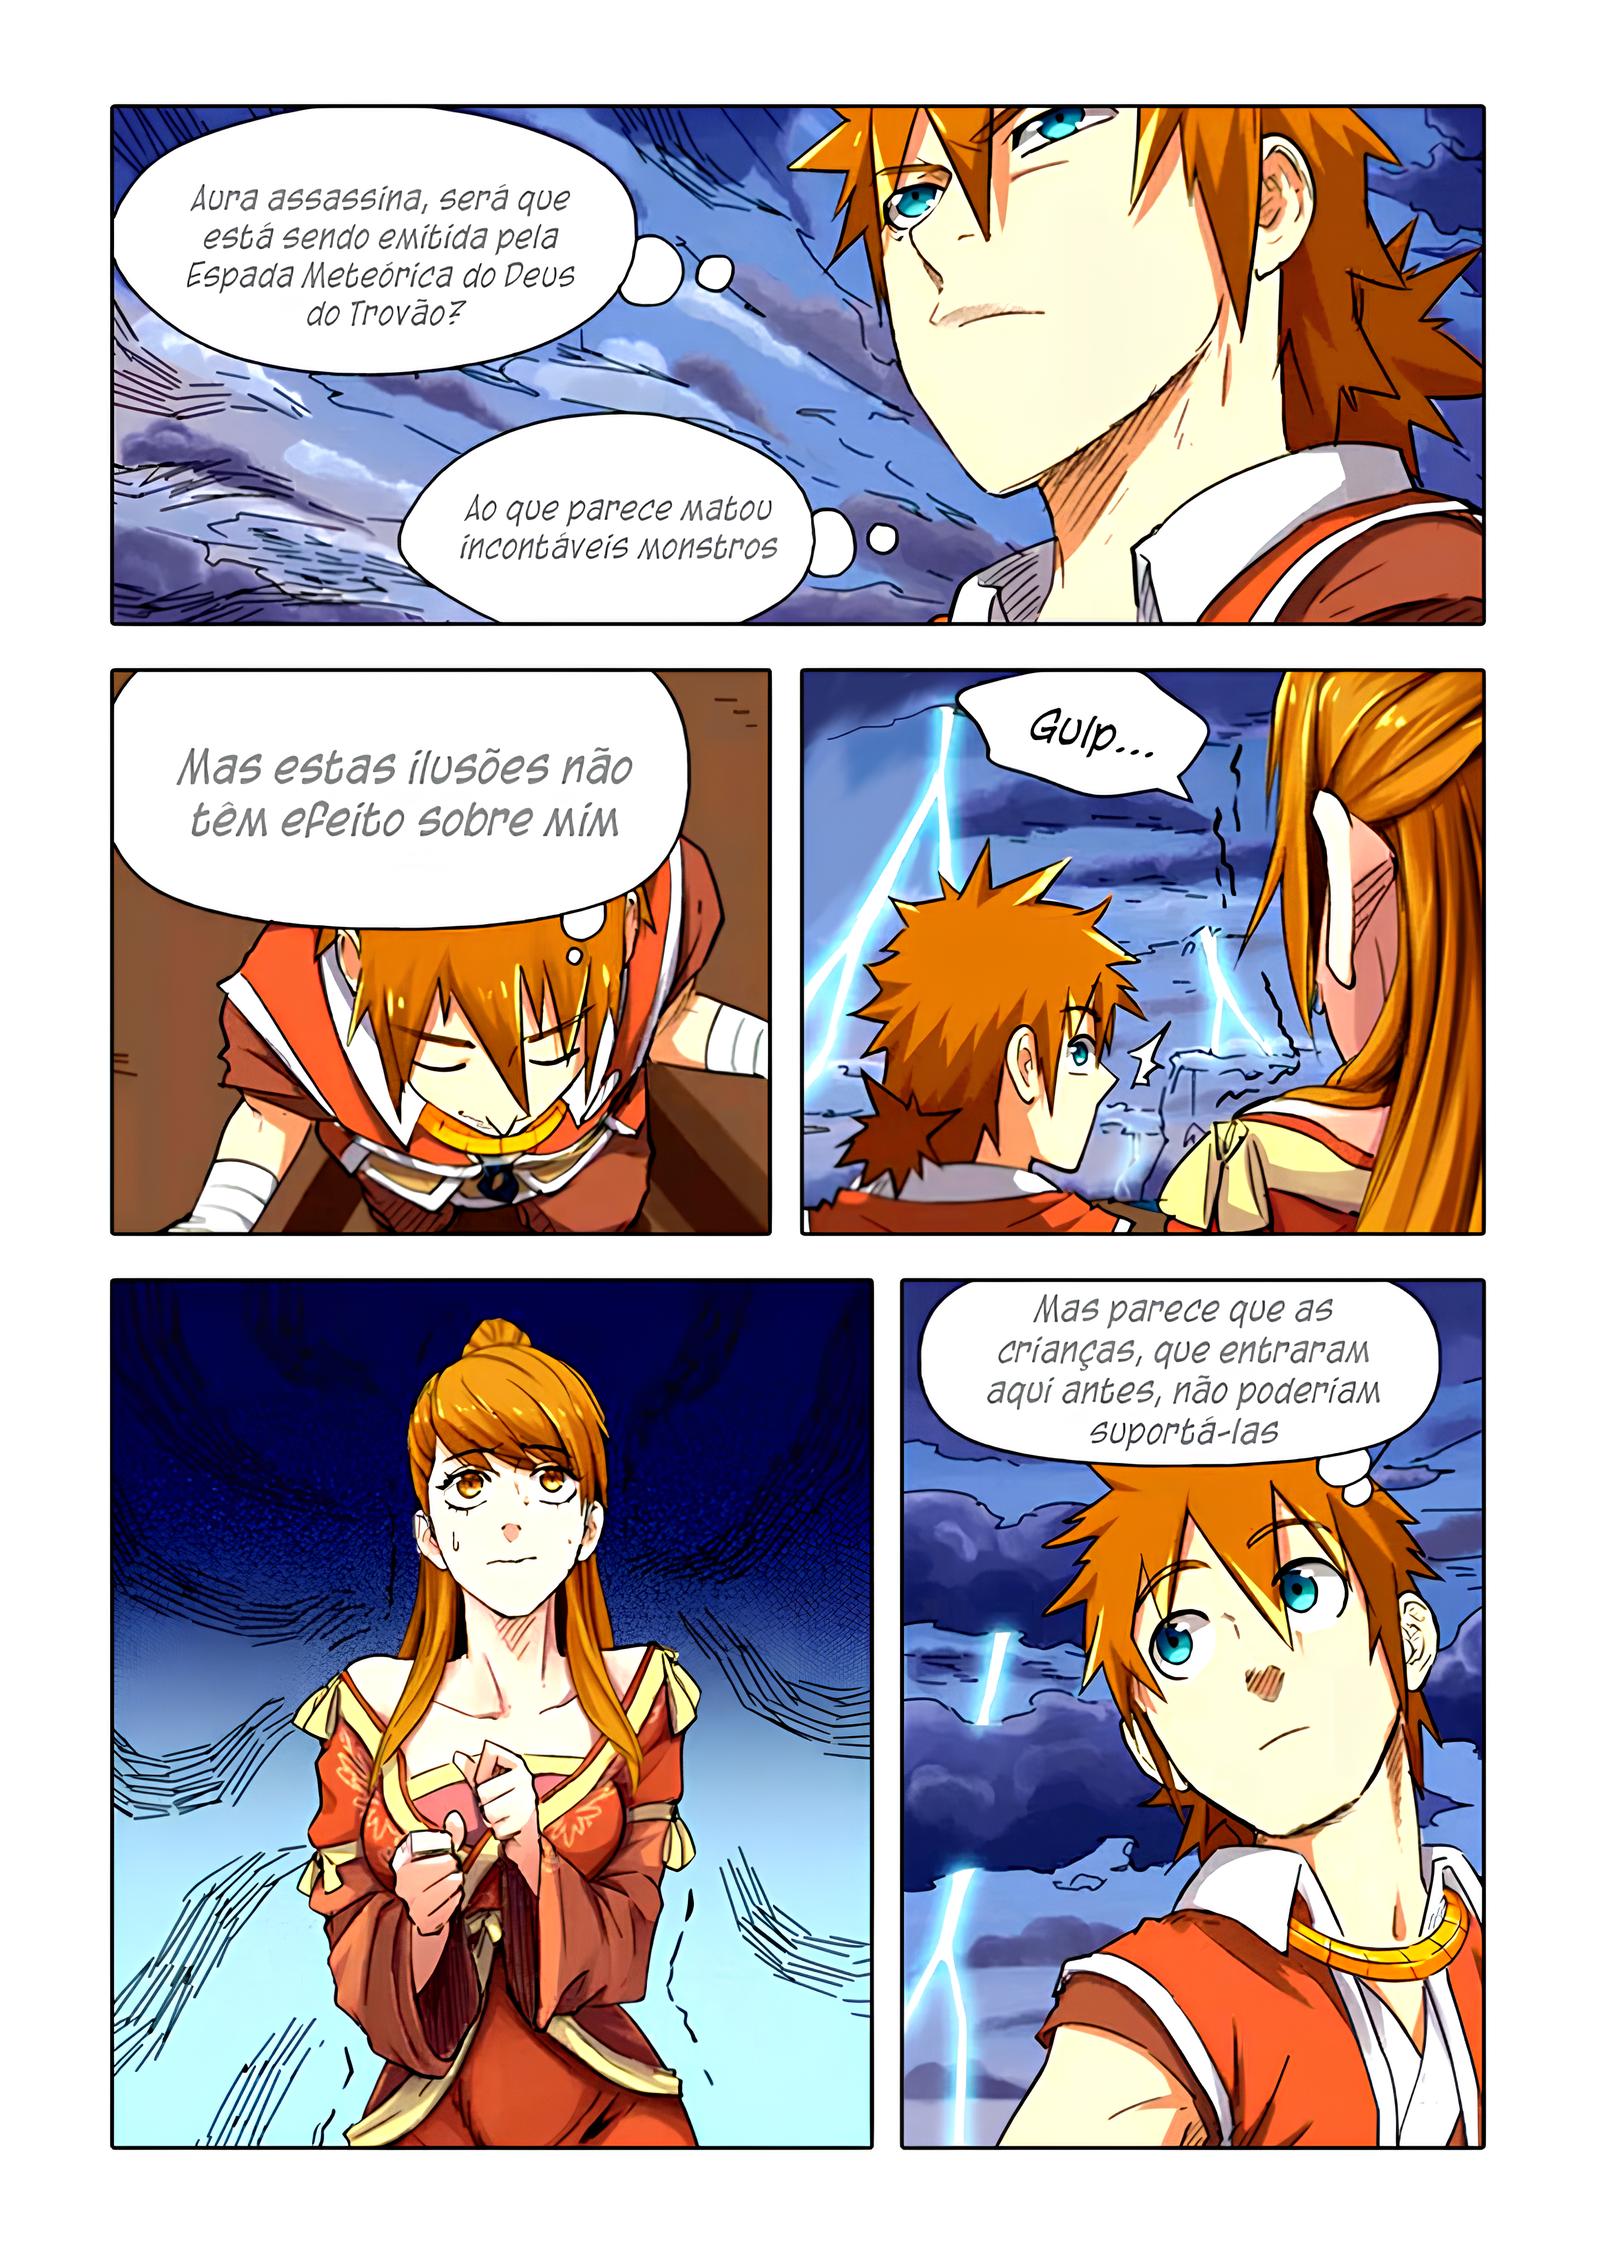 Aura assassina, será que
está sendo emitida pela
Espada Meteórica do Deus
do Trovão?
Ao que parece matou
incontáveis monstros
Mas estas ilusões não
têm efeito sobre mim
Gulp...
Mas parece que as
crianças, que entraram
aqui antes, não poderiam
suportá-las